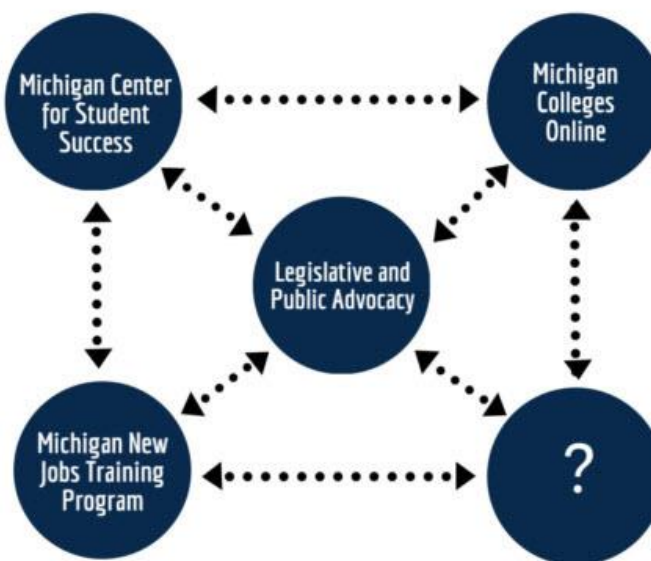 Michigan Center
for Student
Success
Michigan
Colleges
Online
Legislative and
Public Advocacy
Michigan New
Jobs Training
Program
?